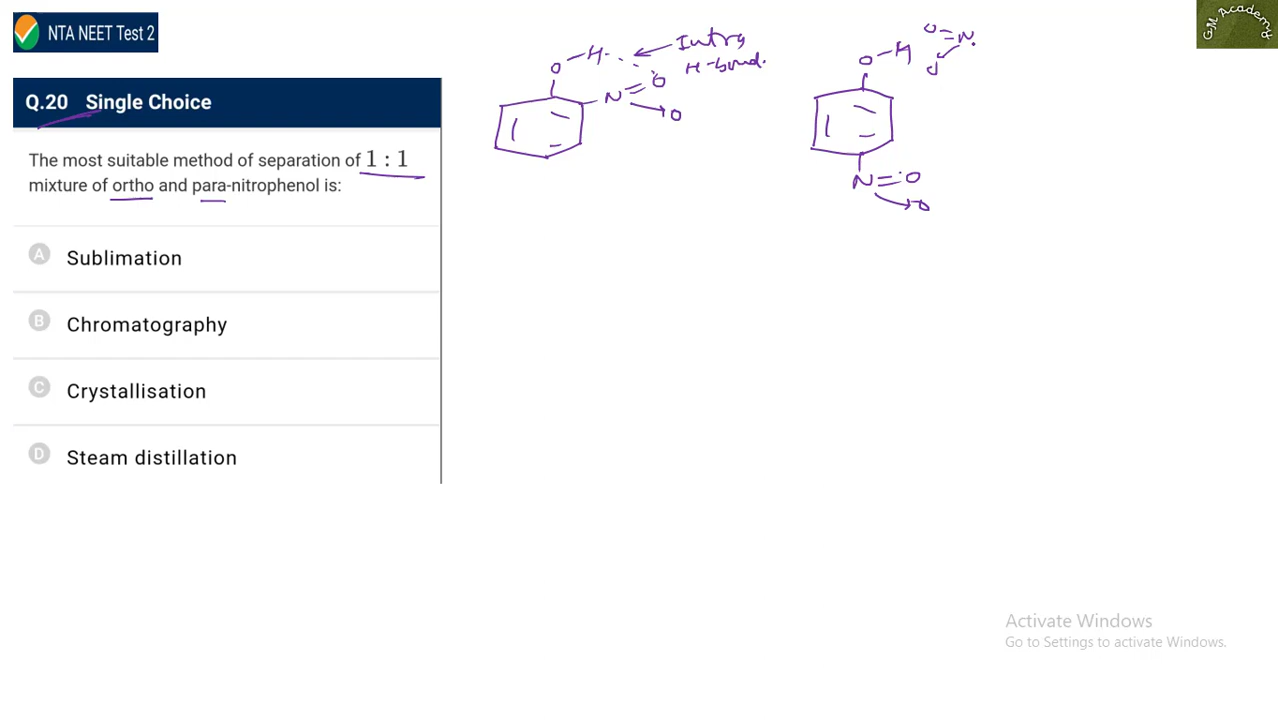 NTA NEET Test 2
Q.20 Single Choice
The most suitable method of separation of 1 : 1
mixture of ortho and para-nitrophenol is:
A Sublimation
B Chromatography
C Crystallisation
D Steam distillation
O-H
Intra
H-bond.
N=O
O
O-H
O=N
O
N=O
O
GM Academy
Activate Windows
Go to Settings to activate Windows.